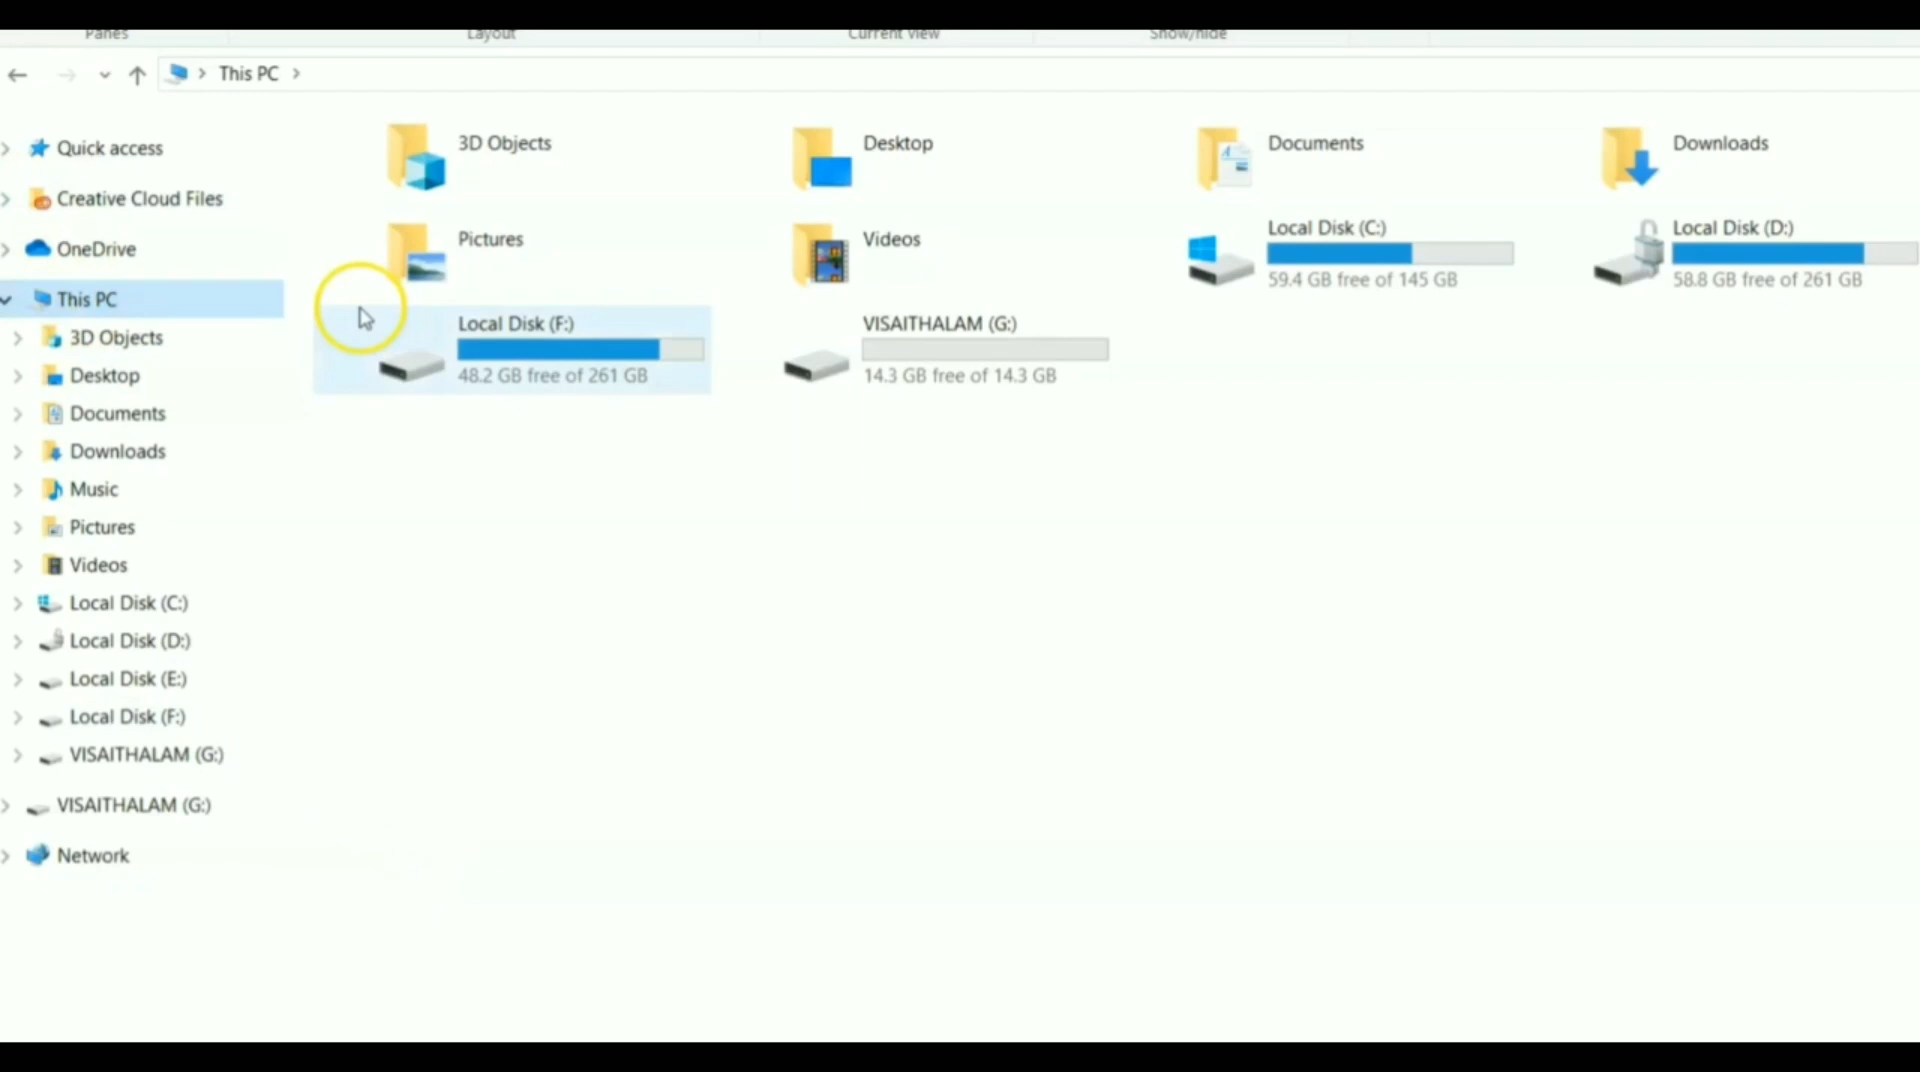 Panes
Layout
Current view
Show/hide
This PC
Quick access
Creative Cloud Files
OneDrive
This PC
3D Objects
Desktop
Documents
Downloads
Music
Pictures
Videos
Local Disk (C:)
Local Disk (D:)
Local Disk (E:)
Local Disk (F:)
VISAITHALAM (G:)
VISAITHALAM (G:)
Network
3D Objects
Desktop
Documents
Downloads
Pictures
Videos
Local Disk (C:)
59.4 GB free of 145 GB
Local Disk (D:)
58.8 GB free of 261 GB
Local Disk (F:)
48.2 GB free of 261 GB
VISAITHALAM (G:)
14.3 GB free of 14.3 GB